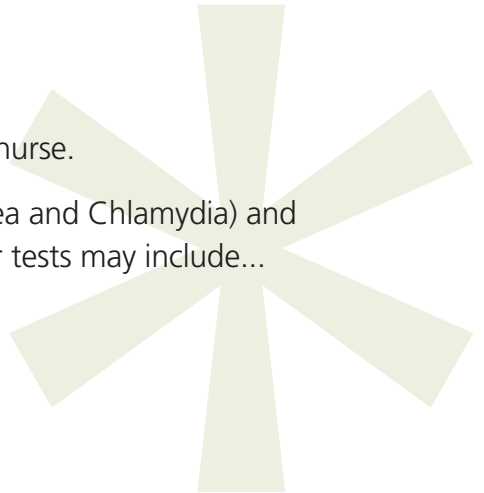 nurse.
ea and Chlamydia) and
r tests may include...